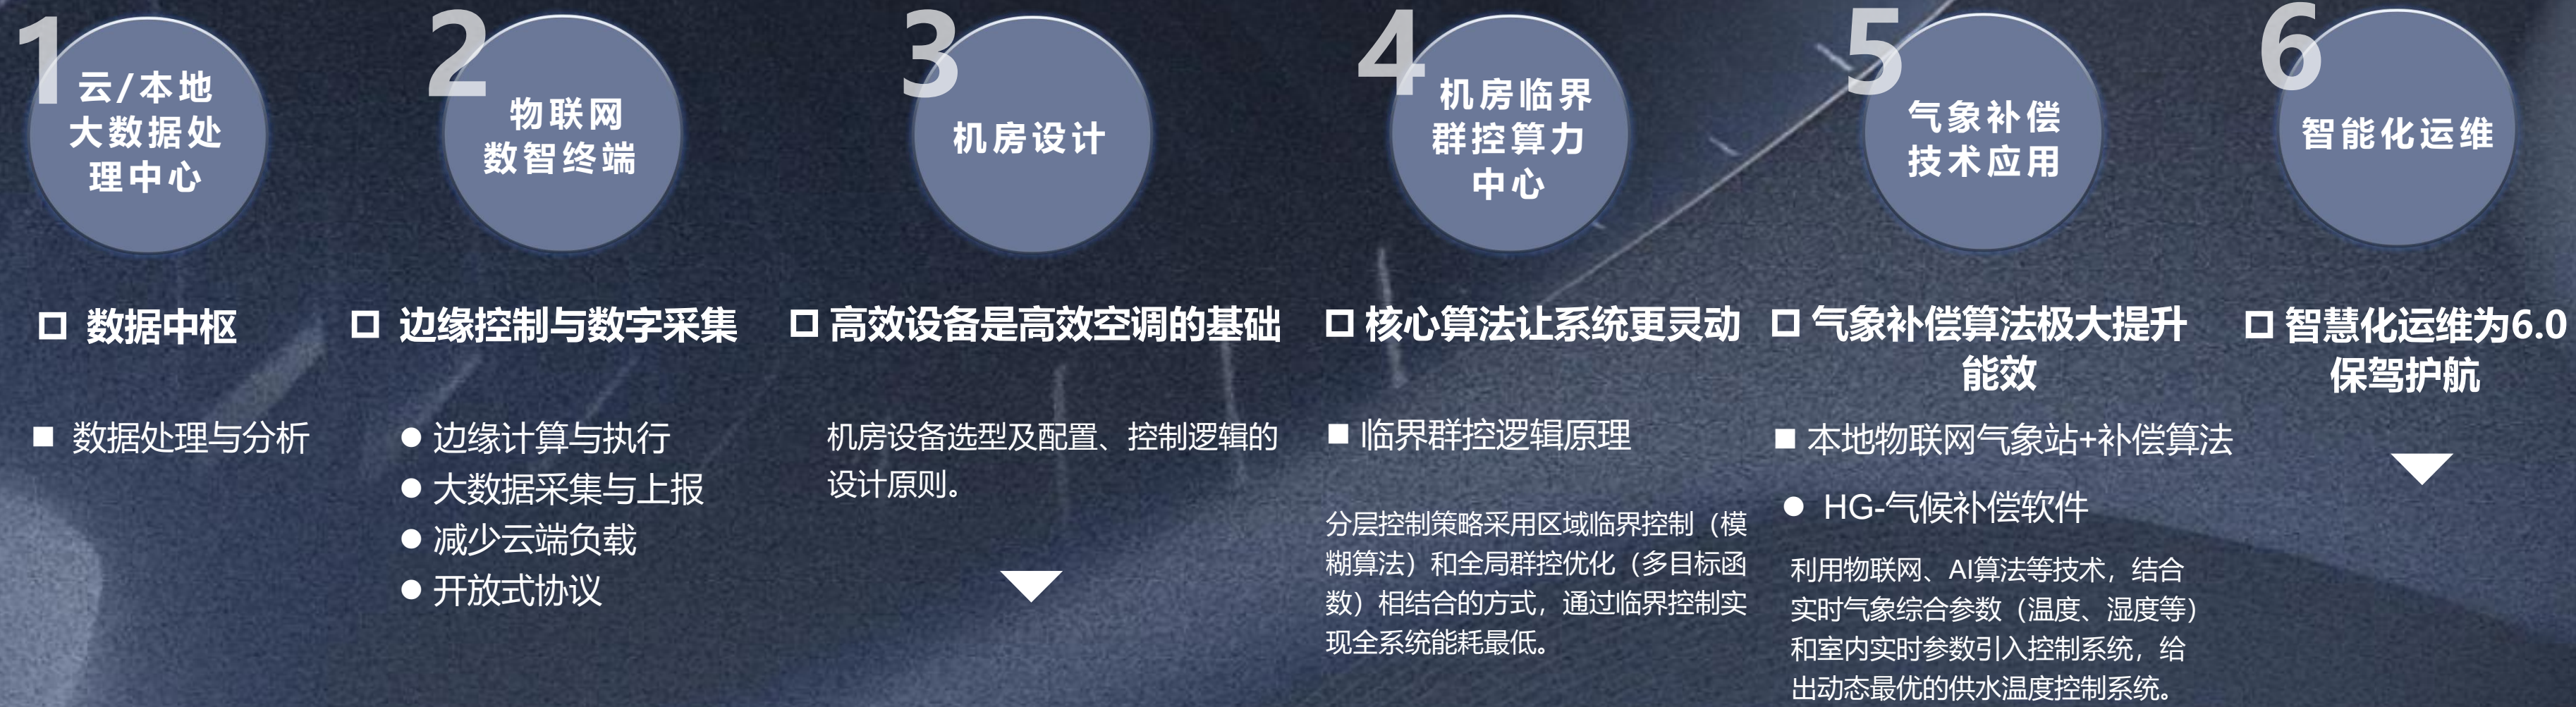 1
云/本地
大数据处
理中心
数据中枢
数据处理与分析
2
物联网
数智终端
边缘控制与数字采集
边缘计算与执行
大数据采集与上报
减少云端负载
开放式协议
3
机房设计
高效设备是高效空调的基础
机房设备选型及配置、控制逻辑的
设计原则。
4
机房临界
群控算力
中心
核心算法让系统更灵动
临界群控逻辑原理
分层控制策略采用区域临界控制（模
糊算法）和全局群控优化（多目标函
数）相结合的方式，通过临界控制实
现全系统能耗最低。
5
气象补偿
技术应用
气象补偿算法极大提升
能效
本地物联网气象站+补偿算法
HG-气候补偿软件
利用物联网、AI算法等技术，结合
实时气象综合参数（温度、湿度等）
和室内实时参数引入控制系统，给
出动态最优的供水温度控制系统。
6
智能化运维
智慧化运维为6.0
保驾护航